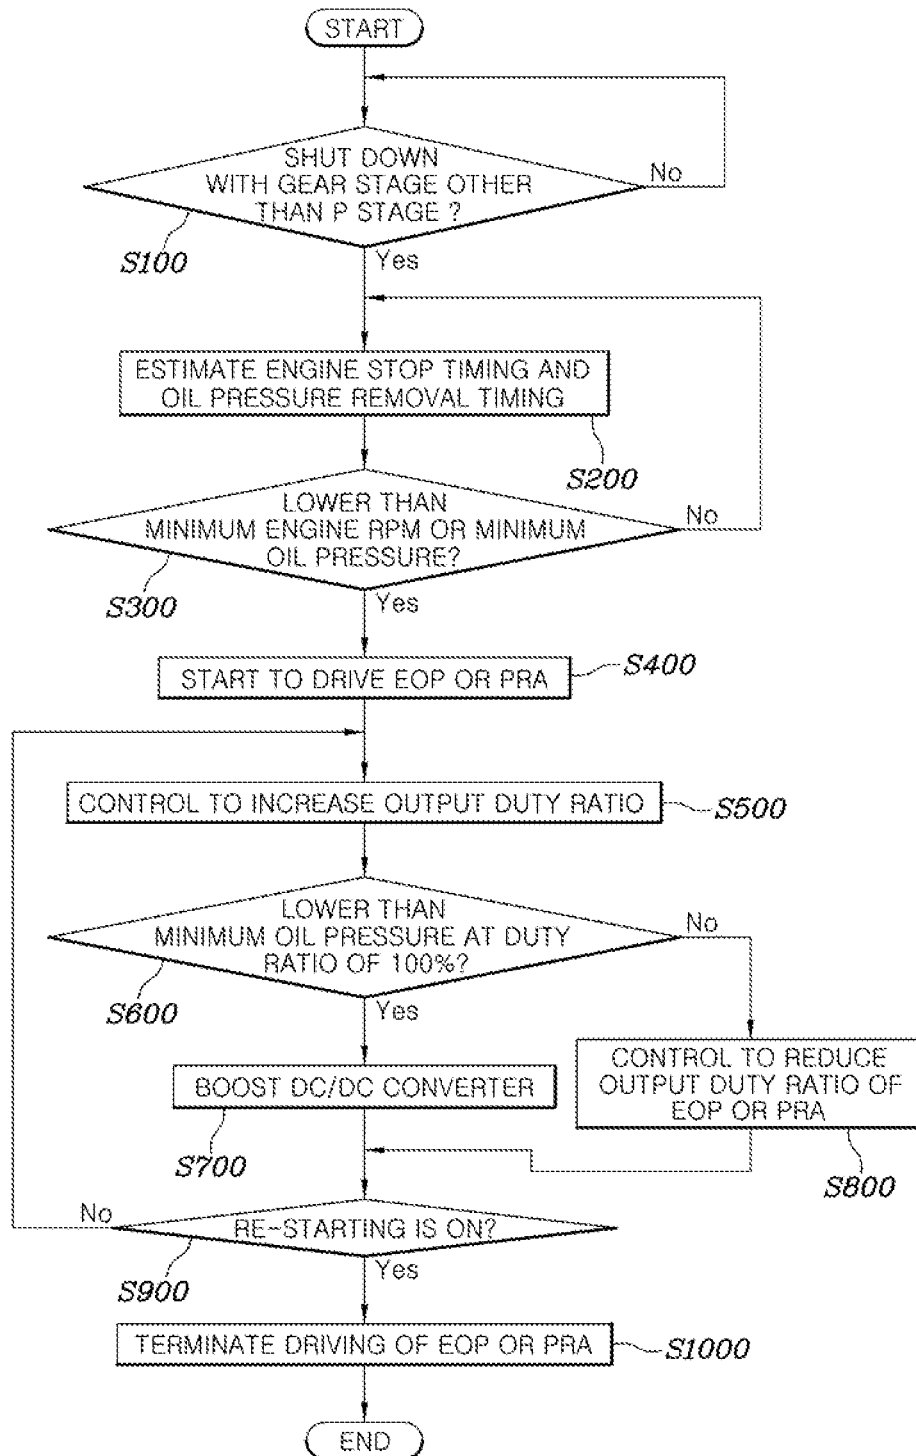 START
SHUT DOWN
WITH GEAR STAGE OTHER
THAN P STAGE ?
No
S100
Yes
ESTIMATE ENGINE STOP TIMING AND
OIL PRESSURE REMOVAL TIMING
S200
LOWER THAN
MINIMUM ENGINE RPM OR MINIMUM
OIL PRESSURE?
No
S300
Yes
START TO DRIVE EOP OR PRA
S400
CONTROL TO INCREASE OUTPUT DUTY RATIO
S500
LOWER THAN
MINIMUM OIL PRESSURE AT DUTY
RATIO OF 100%?
No
S600
Yes
BOOST DC/DC CONVERTER
S700
CONTROL TO REDUCE
OUTPUT DUTY RATIO OF
EOP OR PRA
S800
No
RE-STARTING IS ON?
S900
Yes
TERMINATE DRIVING OF EOP OR PRA
S1000
END